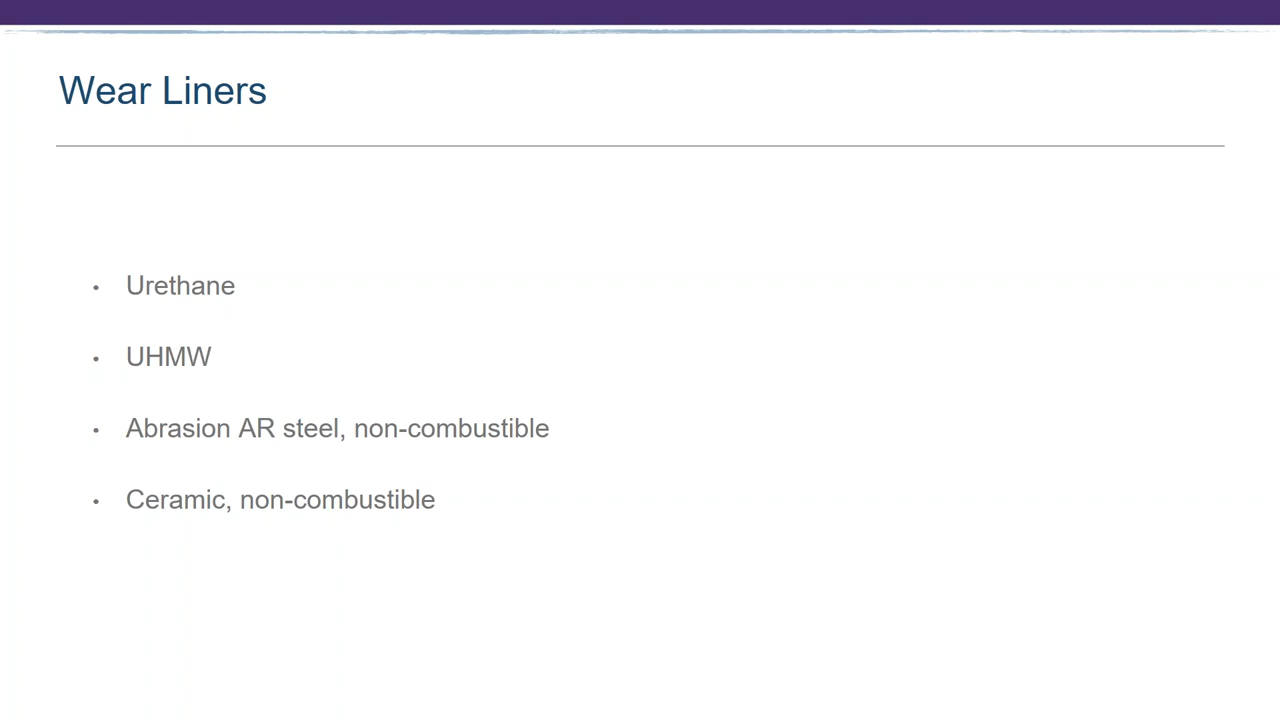 Wear Liners
• Urethane
• UHMW
• Abrasion AR steel, non-combustible
• Ceramic, non-combustible